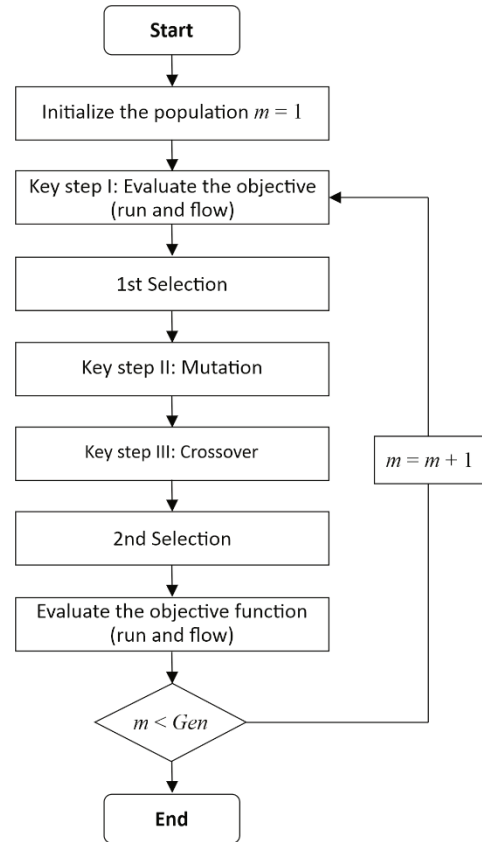 Start
Initialize the population m = 1
Key step I: Evaluate the objective
(run and flow)
1st Selection
Key step II: Mutation
Key step III: Crossover
m = m + 1
2nd Selection
Evaluate the objective function
(run and flow)
m < Gen
End